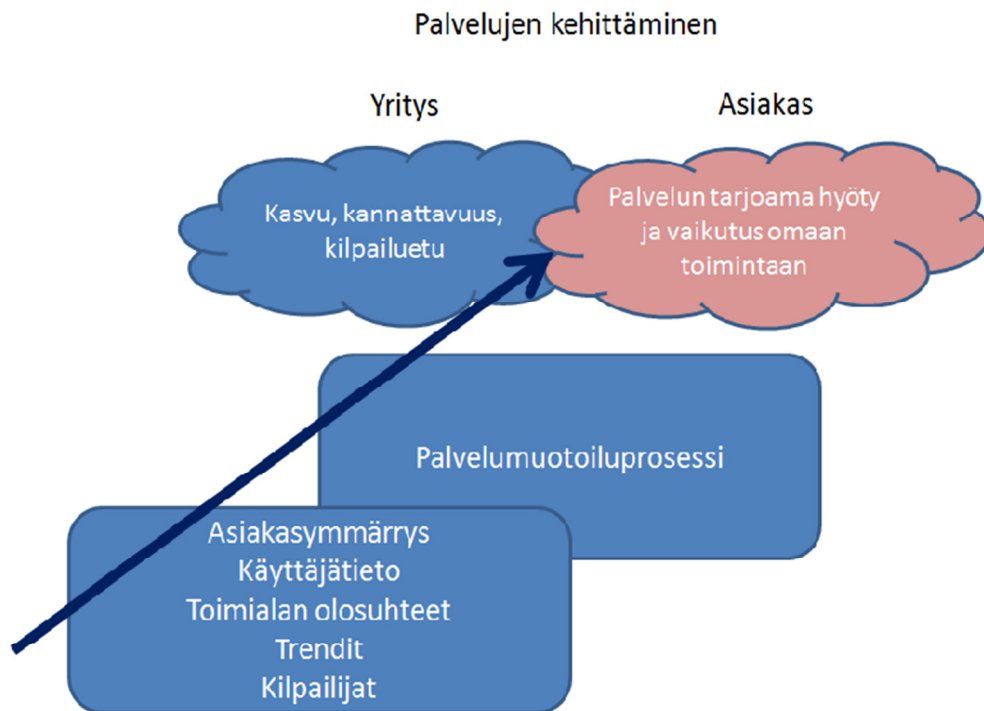 Palvelujen kehittäminen
Yritys
Asiakas
Kasvu, kannattavuus,
kilpailuetu
Palvelun tarjoama hyöty
ja vaikutus omaan
toimintaan
Palvelumuotoiluprosessi
Asiakasymmärrys
Käyttäjätieto
Toimialan olosuhteet
Trendit
Kilpailijat